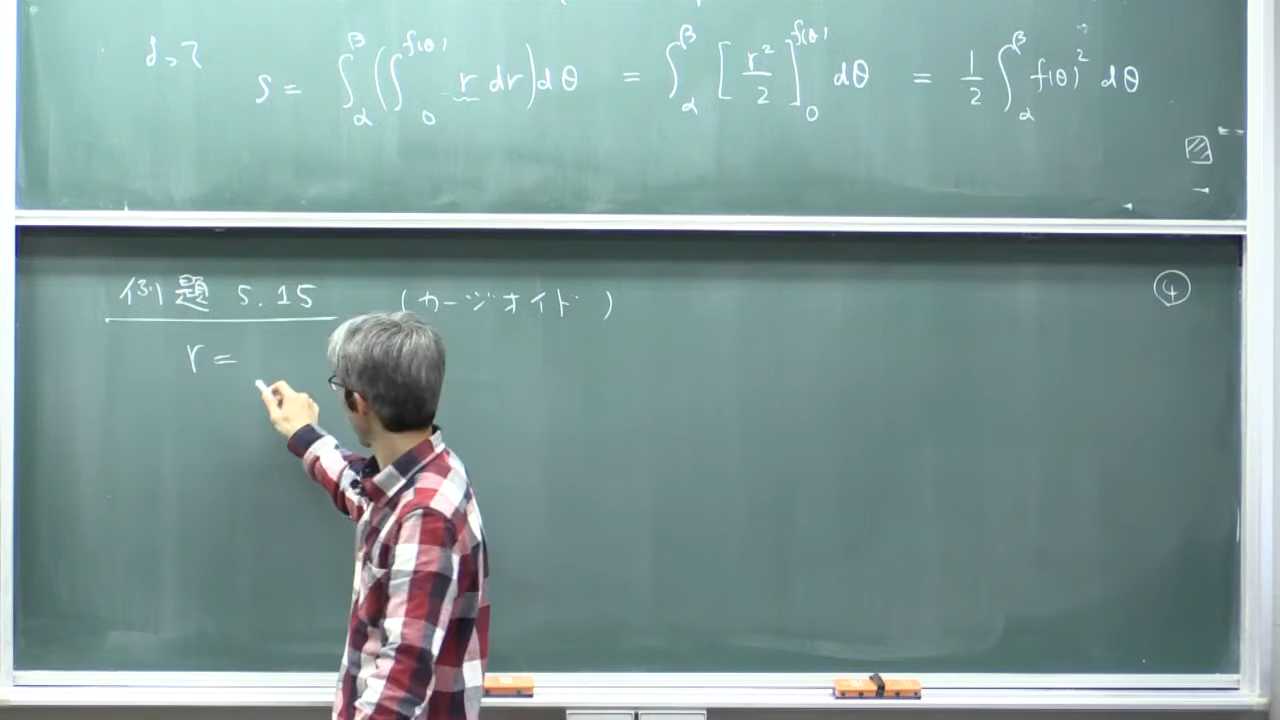 よって S = ∫_α^β (∫_0^{f(θ)} r dr) dθ = ∫_α^β [r²/2]_0^{f(θ)} dθ = 1/2 ∫_α^β f(θ)² dθ
例題 5.15 (カージオイド) ④
r =